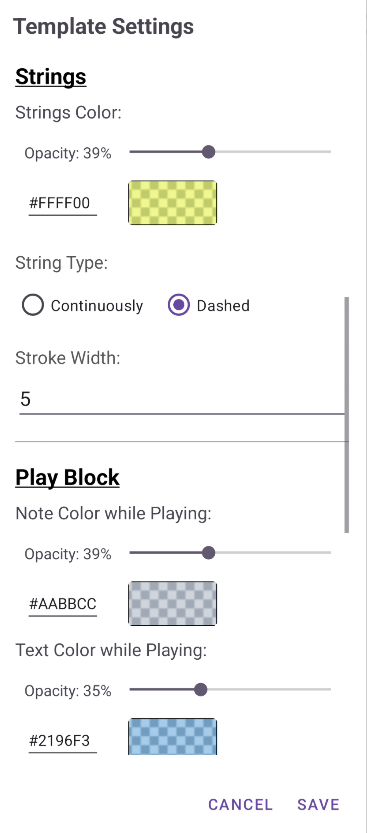 Template Settings
Strings
Strings Color:
Opacity: 39%
#FFFF00
String Type:
Continuously Dashed
Stroke Width:
5
Play Block
Note Color while Playing:
Opacity: 39%
#AABBCC
Text Color while Playing:
Opacity: 35%
#2196F3
CANCEL SAVE